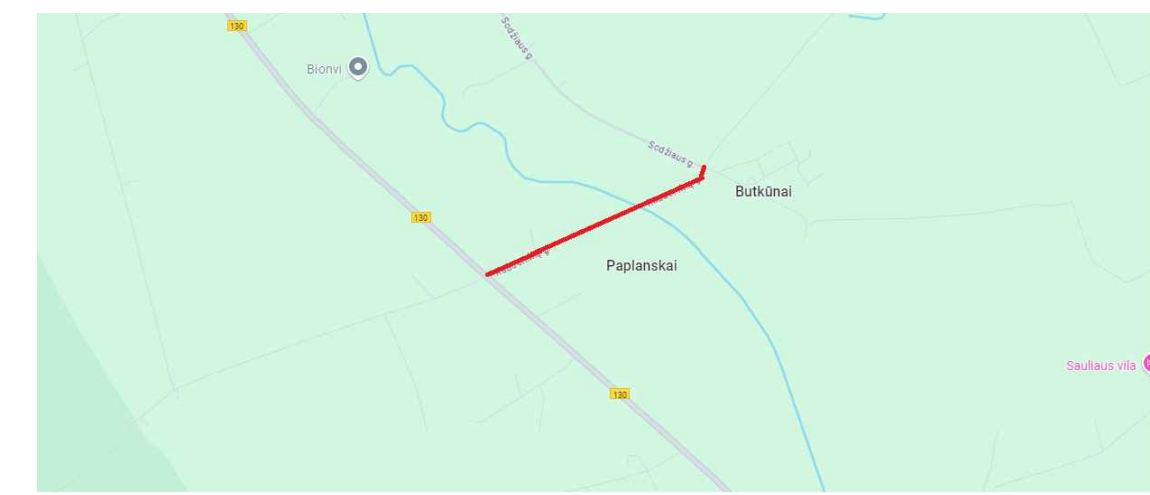 130
Sodžiaus g.
Bionvi
Sodžiaus g.
Butkūnai
130
Paplanskai
Sauliaus vila
130